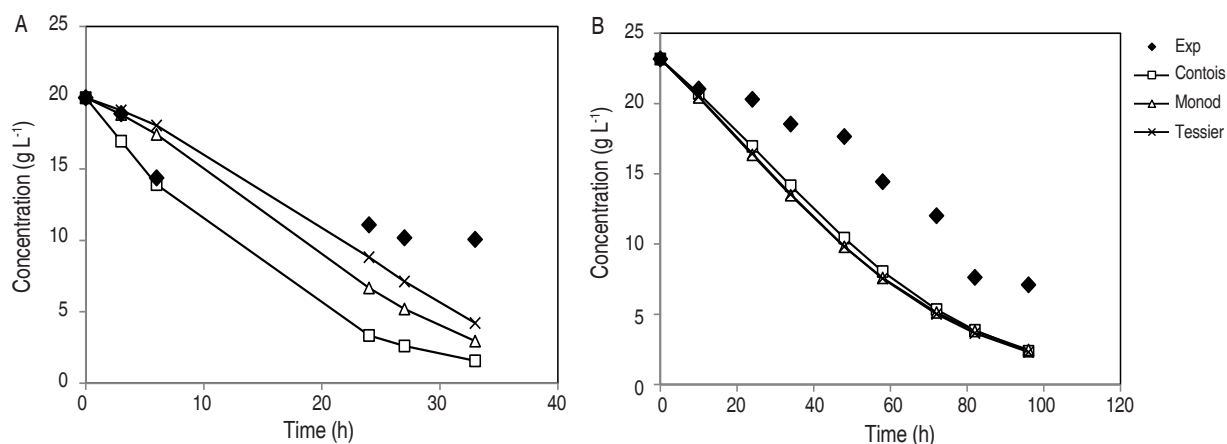 A
25
20
15
10
5
0
Concentration (g L-1)
0 10 20 30 40
Time (h)
B
25
20
15
10
5
0
Concentration (g L-1)
0 20 40 60 80 100 120
Time (h)
Exp
Contois
Monod
Tessier